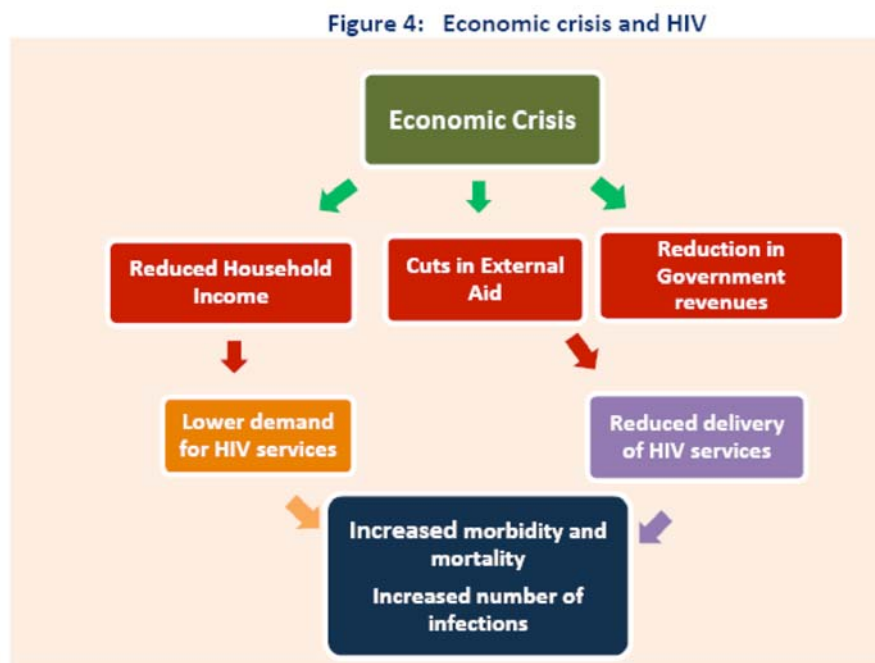 Figure 4: Economic crisis and HIV
Economic Crisis
Reduced Household
Income
Cuts in External
Aid
Reduction in
Government
revenues
Lower demand
for HIV services
Reduced delivery
of HIV services
Increased morbidity and
mortality
Increased number of
infections